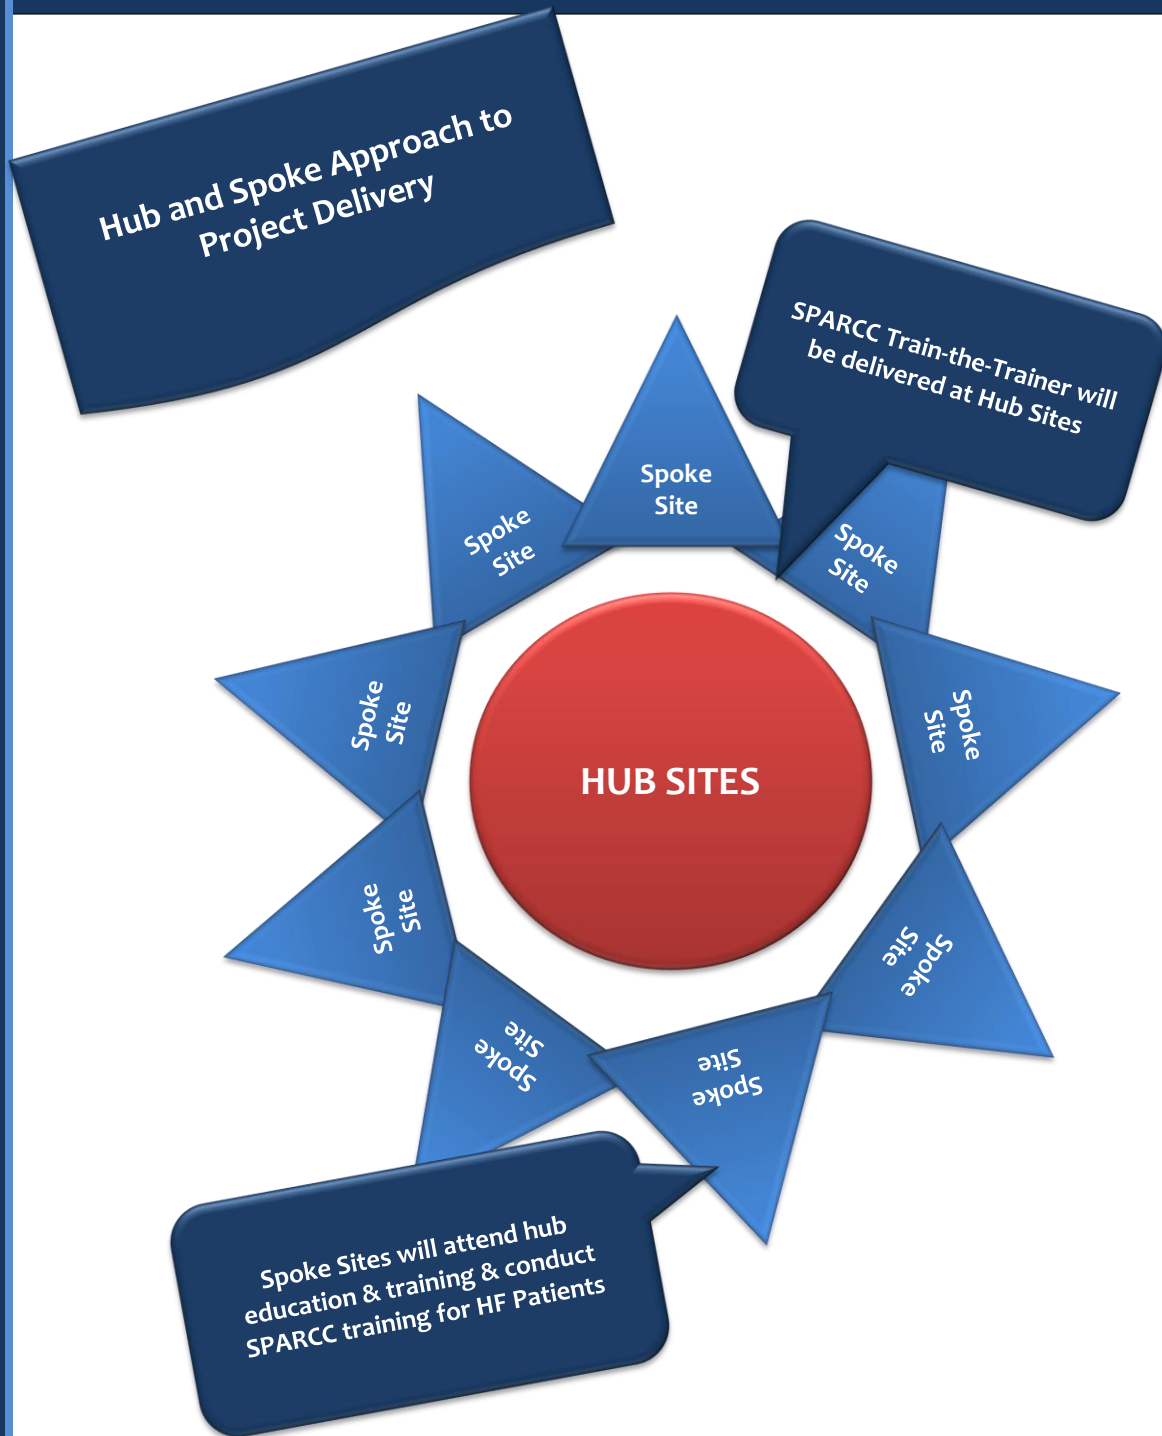 Hub and Spoke Approach to
Project Delivery
SPARCC Train-the-Trainer will
be delivered at Hub Sites
Spoke
Site
Spoke
Site
Spoke
Site
Spoke
Site
Spoke
Site
HUB SITES
Spoke
Site
Spoke
Site
Spoke
Site
Spoke
Site
Spoke Sites will attend hub
education & training & conduct
SPARCC training for HF Patients